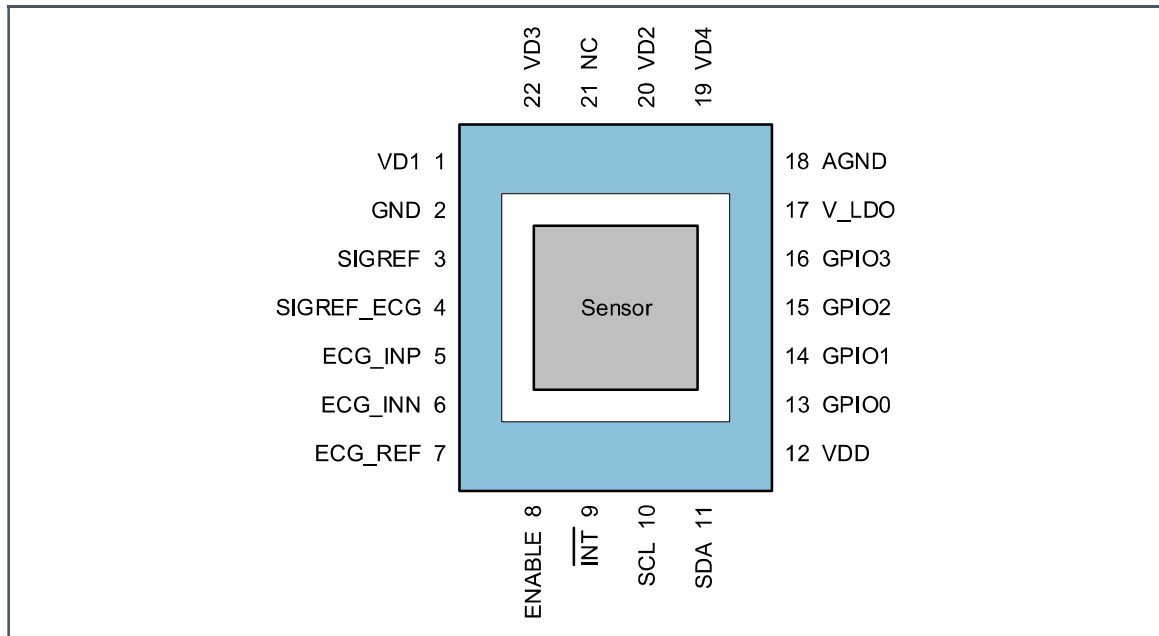 22 VD3
21 NC
20 VD2
19 VD4
VD1 1
18 AGND
GND 2
17 V_LDO
SIGREF 3
16 GPIO3
SIGREF_ECG 4
Sensor
15 GPIO2
ECG_INP 5
14 GPIO1
ECG_INN 6
13 GPIO0
ECG_REF 7
12 VDD
ENABLE 8
INT 9
SCL 10
SDA 11